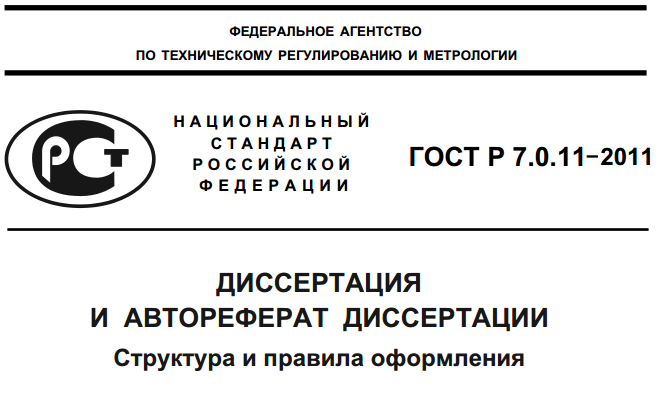 ФЕДЕРАЛЬНОЕ АГЕНТСТВО
ПО ТЕХНИЧЕСКОМУ РЕГУЛИРОВАНИЮ И МЕТРОЛОГИИ
РСТ
НАЦИОНАЛЬНЫЙ
СТАНДАРТ
РОССИЙСКОЙ
ФЕДЕРАЦИИ
ГОСТ Р 7.0.11–2011
ДИССЕРТАЦИЯ
И АВТОРЕФЕРАТ ДИССЕРТАЦИИ
Структура и правила оформления